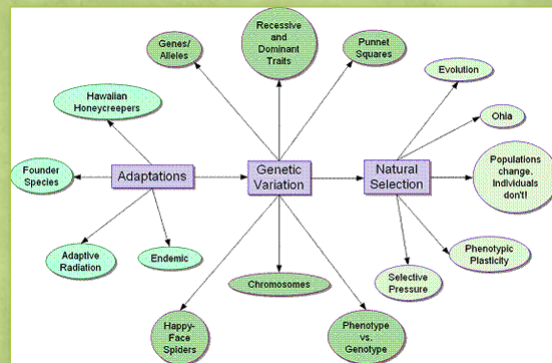 Genes/
Alleles
Recessive
and
Dominant
Traits
Punnet
Squares
Evolution
Hawaiian
Honeycreepers
Ohia
Founder
Species
Adaptations
Genetic
Variation
Natural
Selection
Populations
change.
Individuals
don't!
Adaptive
Radiation
Endemic
Phenotypic
Plasticity
Chromosomes
Selective
Pressure
Happy-
Face
Spiders
Phenotype
vs.
Genotype